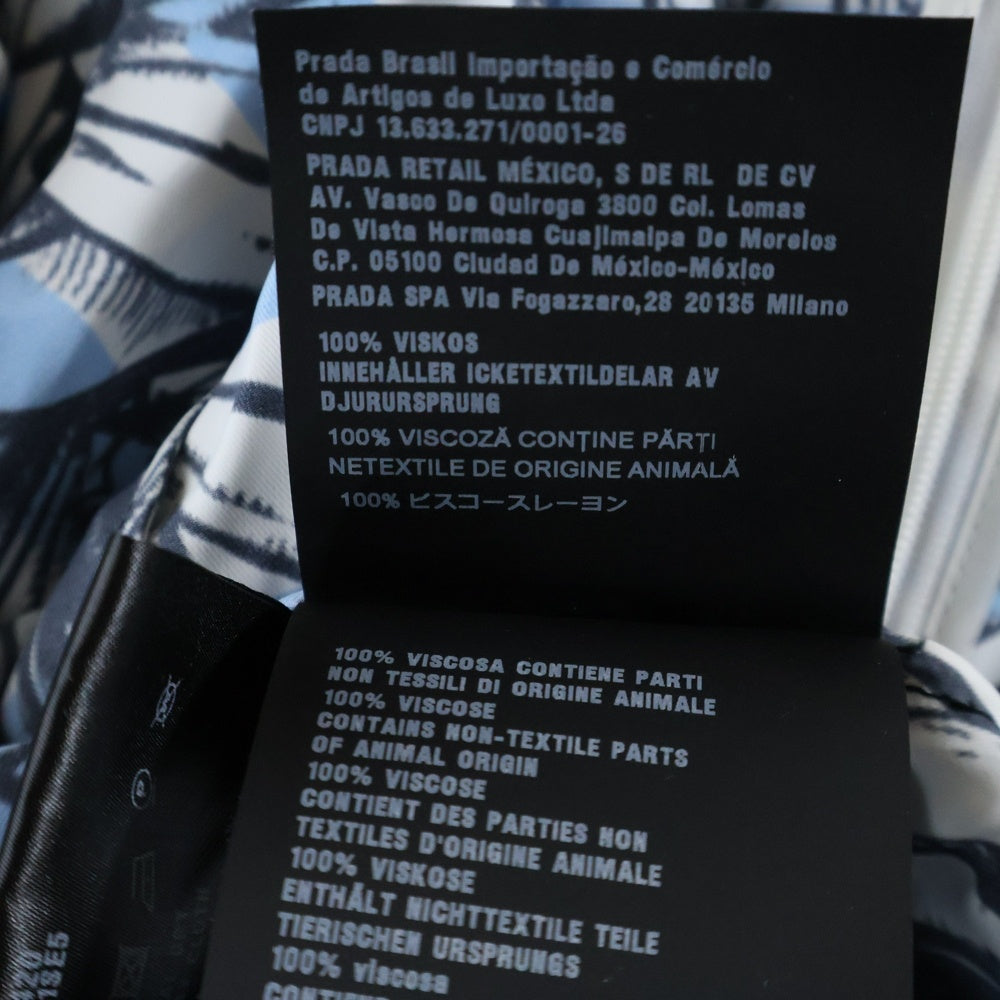 Prada Brasil Importação e Comércio
de Artigos de Luxo Ltda
CNPJ 13.633.271/0001-26
PRADA RETAIL MÉXICO, S DE RL DE CV
AV. Vasco De Quiroga 3800 Col. Lomas
De Vista Hermosa Cuajimalpa De Morelos
C.P. 05100 Ciudad De México-México
PRADA SPA Via Fogazzaro,28 20135 Milano
100% VISKOS
INNEHÅLLER ICKETEXTILDELAR AV
DJURURSPRUNG
100% VISCOZĂ CONȚINE PĂRȚI
NETEXTILE DE ORIGINE ANIMALĂ
100% ビスコースレーヨン
100% VISCOSA CONTIENE PARTI
NON TESSILI DI ORIGINE ANIMALE
100% VISCOSE
CONTAINS NON-TEXTILE PARTS
OF ANIMAL ORIGIN
100% VISCOSE
CONTIENT DES PARTIES NON
TEXTILES D'ORIGINE ANIMALE
100% VISKOSE
ENTHÄLT NICHTTEXTILE TEILE
TIERISCHEN URSPRUNGS
100% viscosa
P